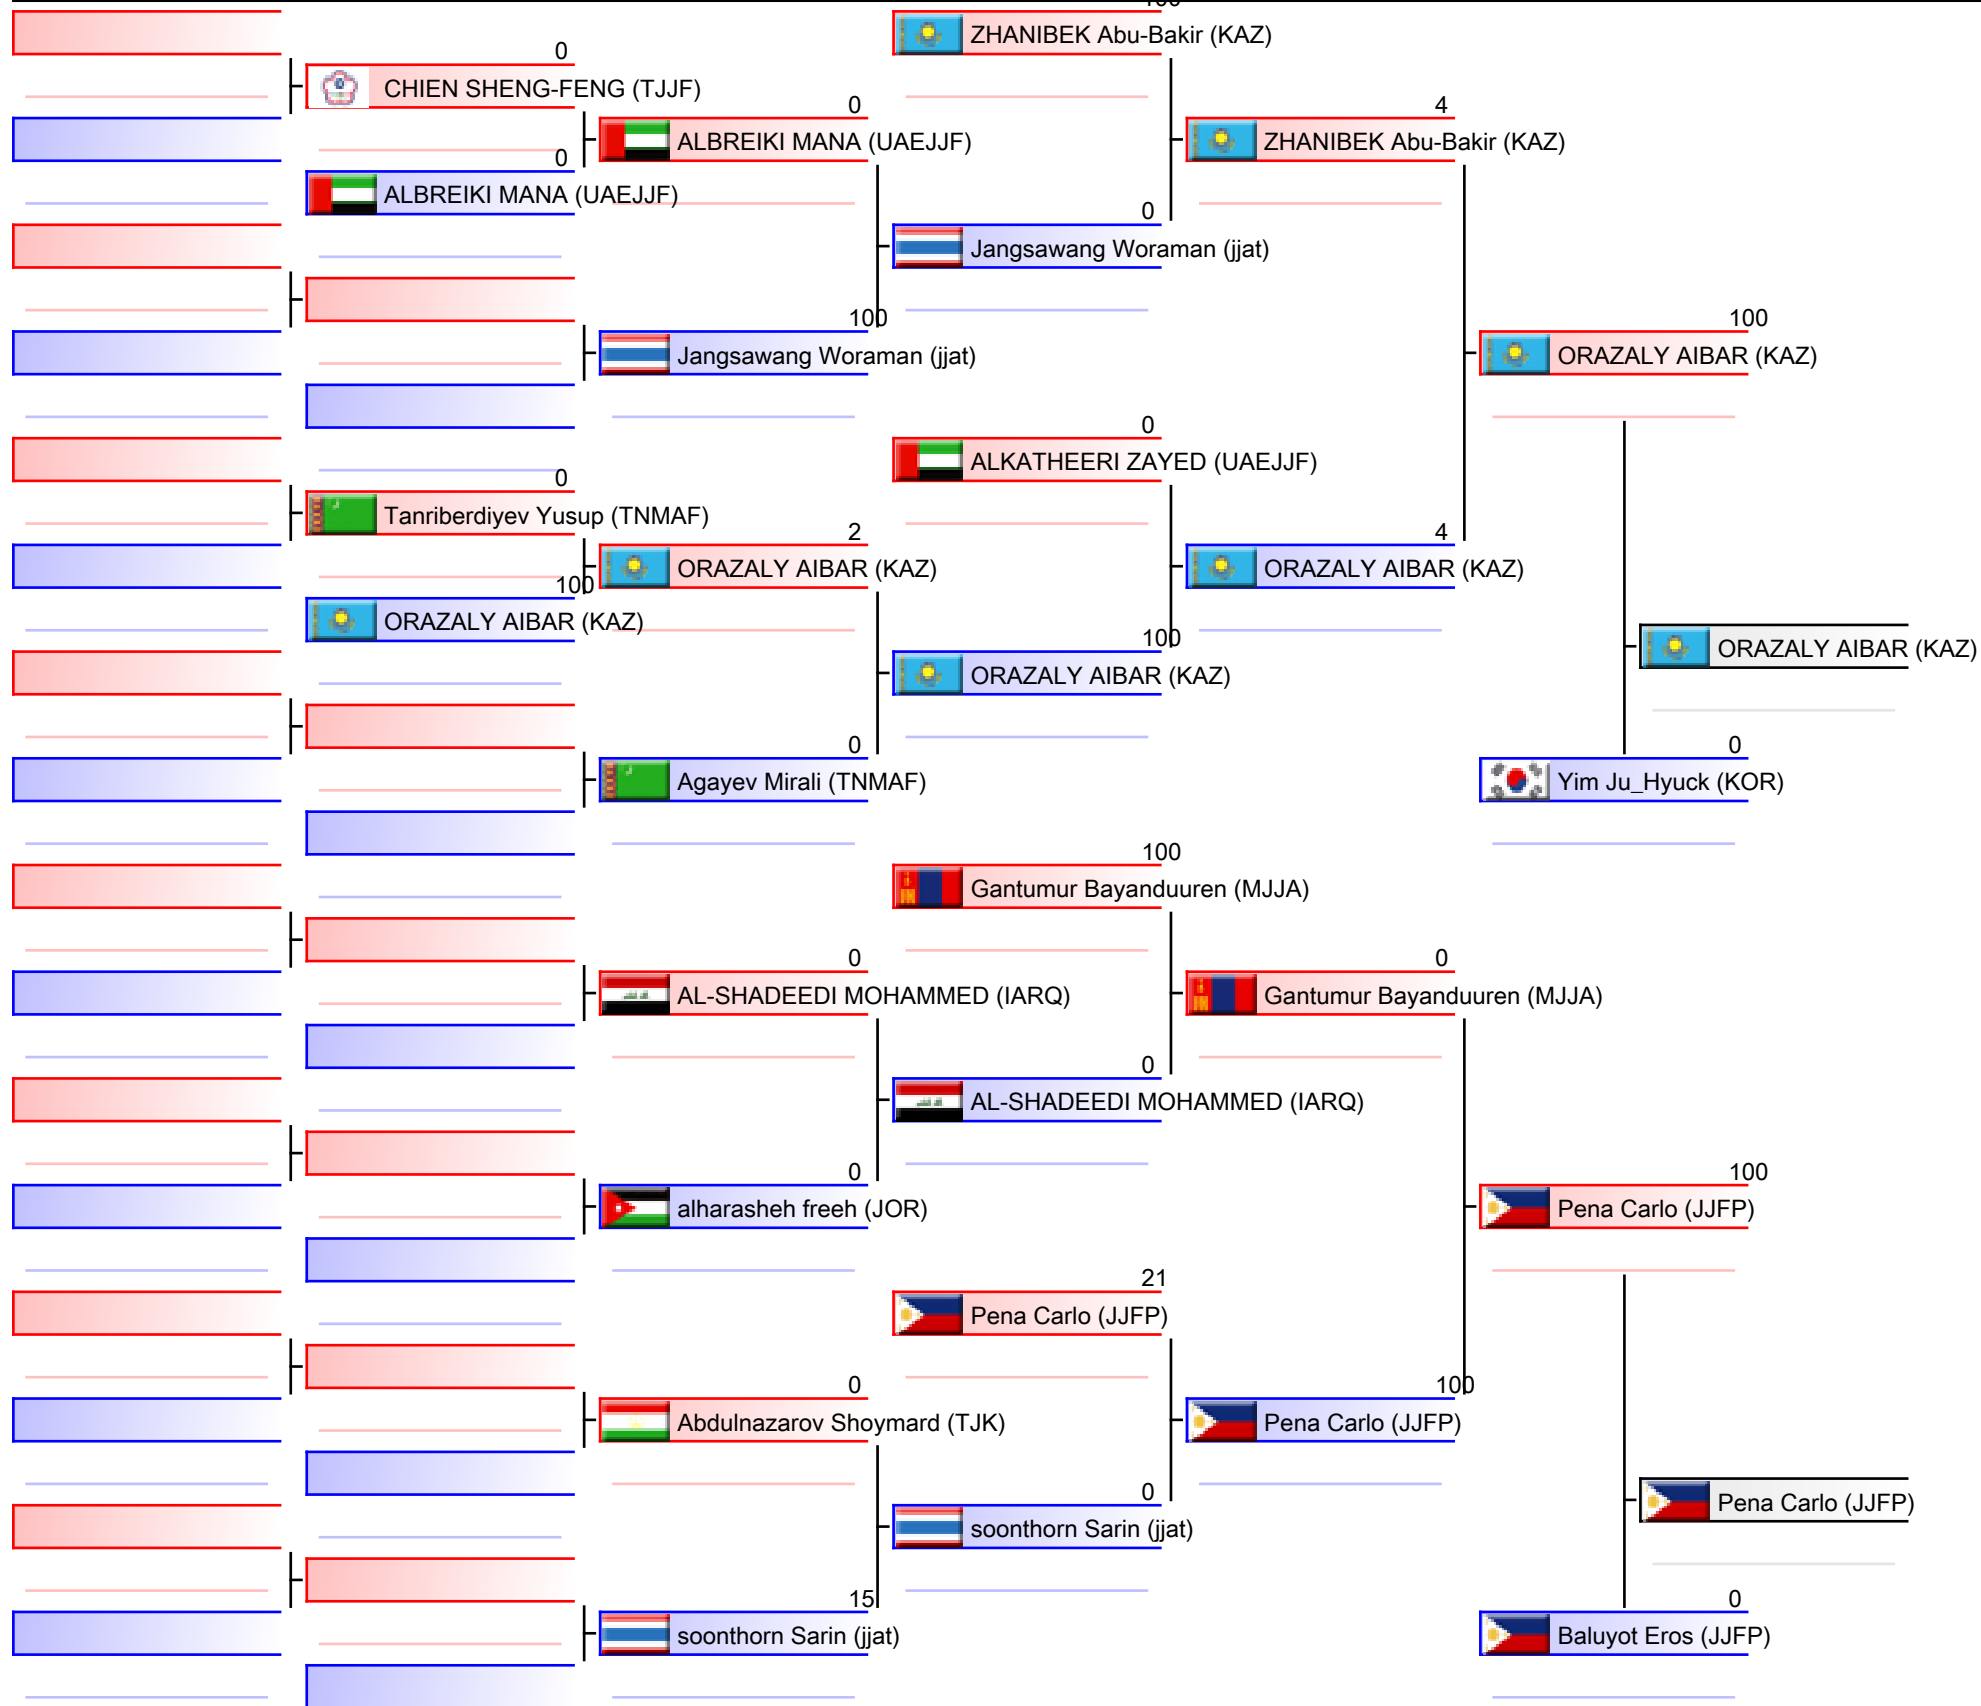 ZHANIBEK Abu-Bakir (KAZ)
0
CHIEN SHENG-FENG (TJJF)
0
ALBREIKI MANA (UAEJJF)
4
ZHANIBEK Abu-Bakir (KAZ)
0
ALBREIKI MANA (UAEJJF)
0
Jangsawang Woraman (jjat)
100
Jangsawang Woraman (jjat)
100
ORAZALY AIBAR (KAZ)
0
ALKATHEERI ZAYED (UAEJJF)
0
Tanriberdiyev Yusup (TNMAF)
2
ORAZALY AIBAR (KAZ)
4
ORAZALY AIBAR (KAZ)
100
ORAZALY AIBAR (KAZ)
100
ORAZALY AIBAR (KAZ)
ORAZALY AIBAR (KAZ)
0
Agayev Mirali (TNMAF)
0
Yim Ju_Hyuck (KOR)
100
Gantumur Bayanduuren (MJJA)
0
AL-SHADEEDI MOHAMMED (IARQ)
0
Gantumur Bayanduuren (MJJA)
0
AL-SHADEEDI MOHAMMED (IARQ)
0
alharasheh freeh (JOR)
100
Pena Carlo (JJFP)
21
Pena Carlo (JJFP)
0
Abdulnazarov Shoymard (TJK)
100
Pena Carlo (JJFP)
0
soonthorn Sarin (jjat)
Pena Carlo (JJFP)
15
soonthorn Sarin (jjat)
0
Baluyot Eros (JJFP)